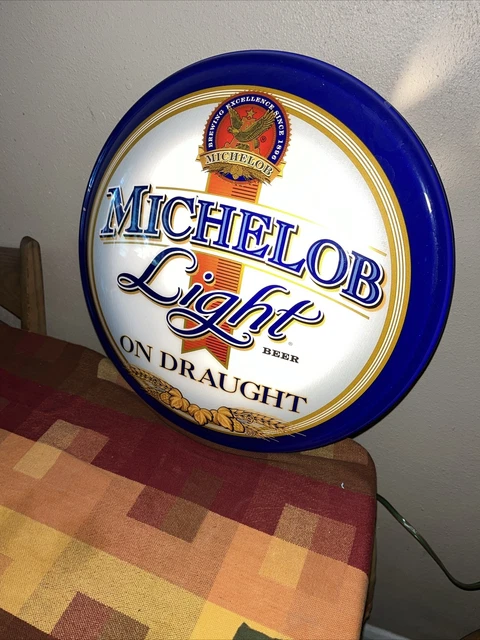 BREWING EXCELLENCE SINCE 1896
MICHELOB
MICHELOB
Light
BEER
ON DRAUGHT